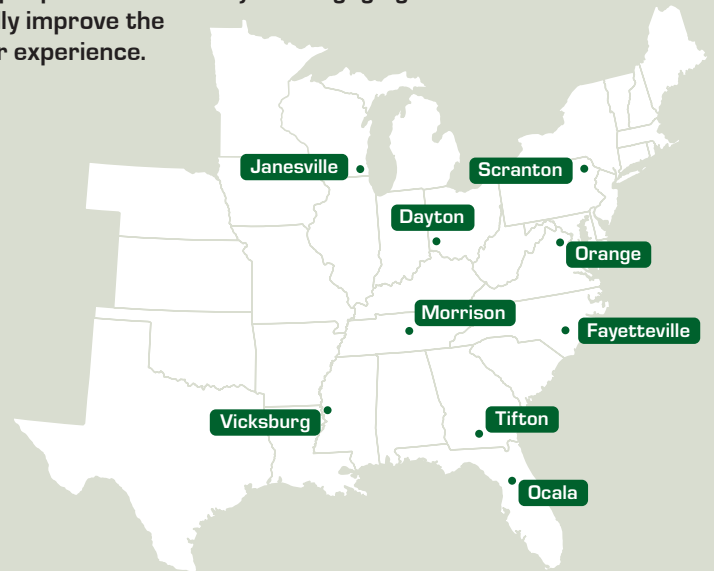 ly improve the
r experience.
Janesville
Scranton
Dayton
Orange
Morrison
Fayetteville
Vicksburg
Tifton
Ocala